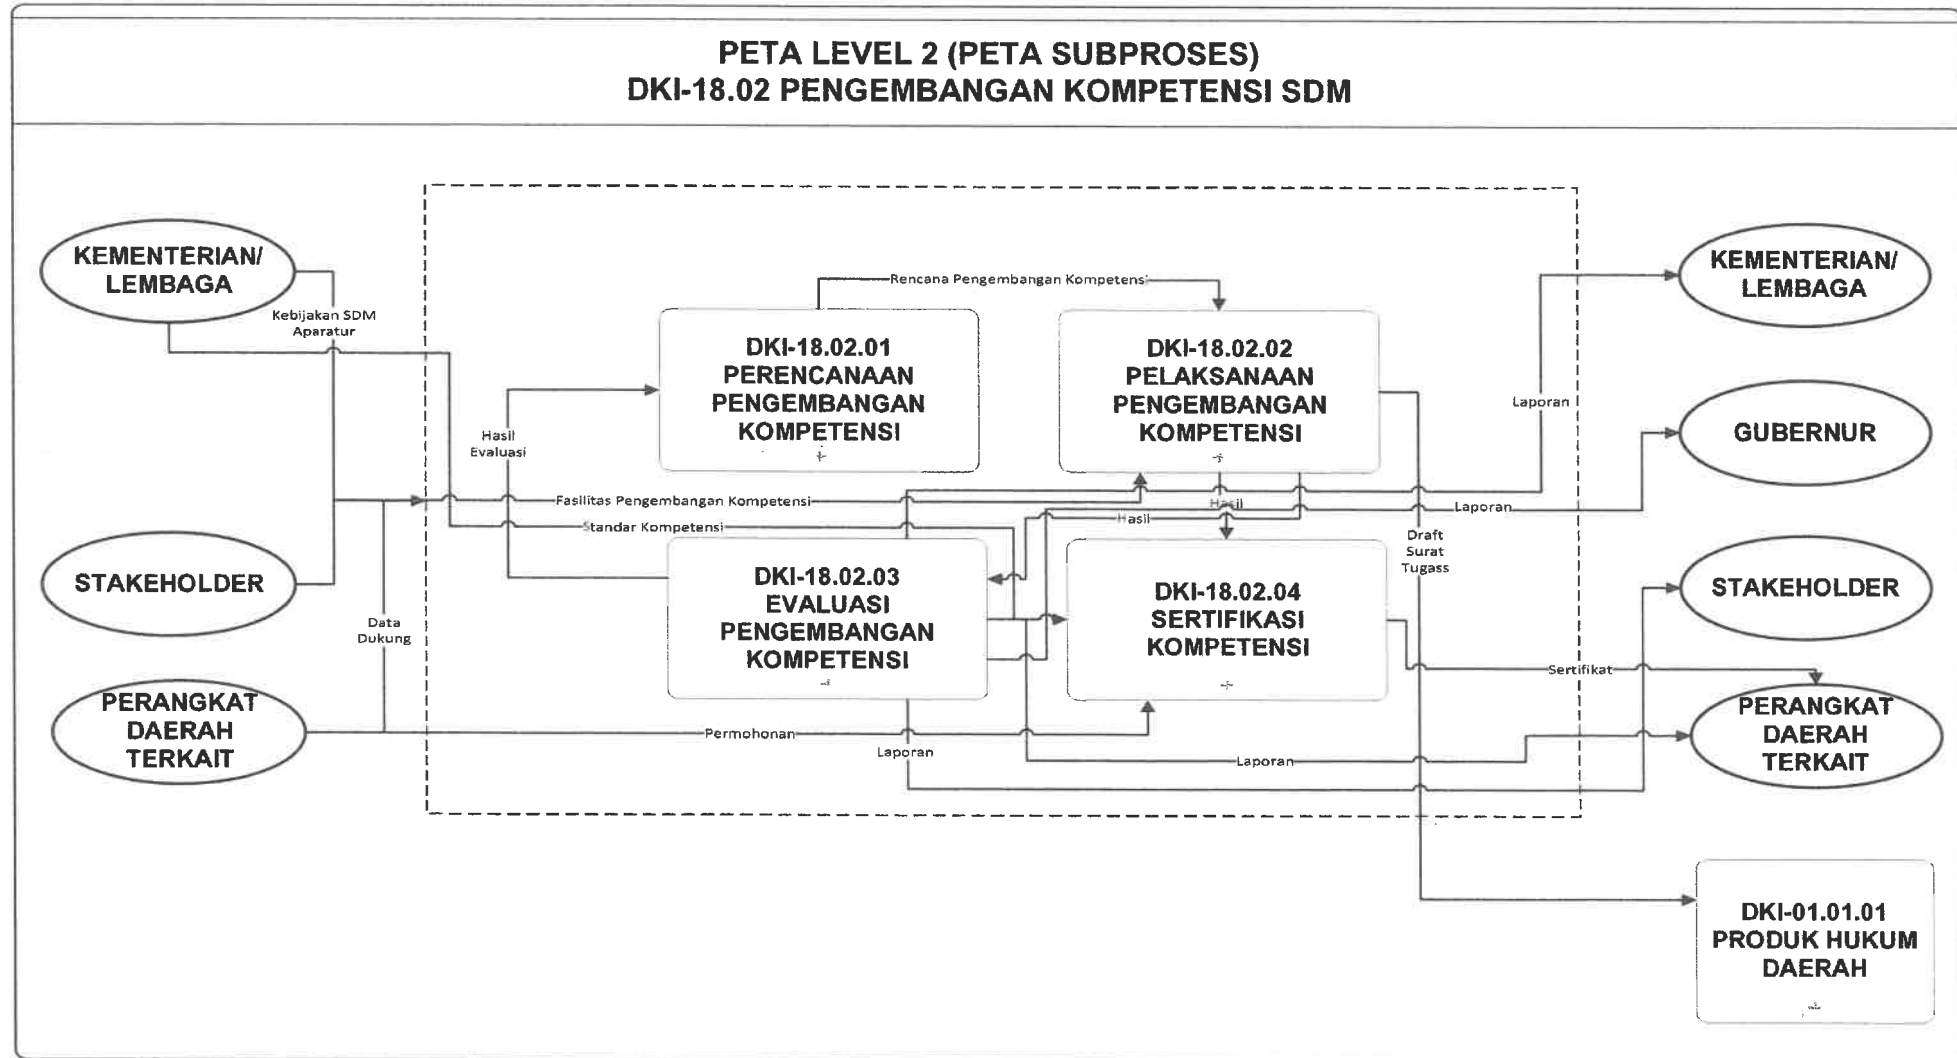 PETA LEVEL 2 (PETA SUBPROSES)
DKI-18.02 PENGEMBANGAN KOMPETENSI SDM
KEMENTERIAN/
LEMBAGA
Kebijakan SDM
Aparatur
STAKEHOLDER
Data
Dukung
PERANGKAT
DAERAH
TERKAIT
Rencana Pengembangan Kompetensi
DKI-18.02.01
PERENCANAAN
PENGEMBANGAN
KOMPETENSI
DKI-18.02.02
PELAKSANAAN
PENGEMBANGAN
KOMPETENSI
Hasil
Evaluasi
Fasilitas Pengembangan Kompetensi
Standar Kompetensi
Hasil
Hasil
Laporan
Laporan
Draft
Surat
Tugass
DKI-18.02.03
EVALUASI
PENGEMBANGAN
KOMPETENSI
DKI-18.02.04
SERTIFIKASI
KOMPETENSI
Permohonan
Laporan
Laporan
Sertifikat
KEMENTERIAN/
LEMBAGA
GUBERNUR
STAKEHOLDER
PERANGKAT
DAERAH
TERKAIT
DKI-01.01.01
PRODUK HUKUM
DAERAH